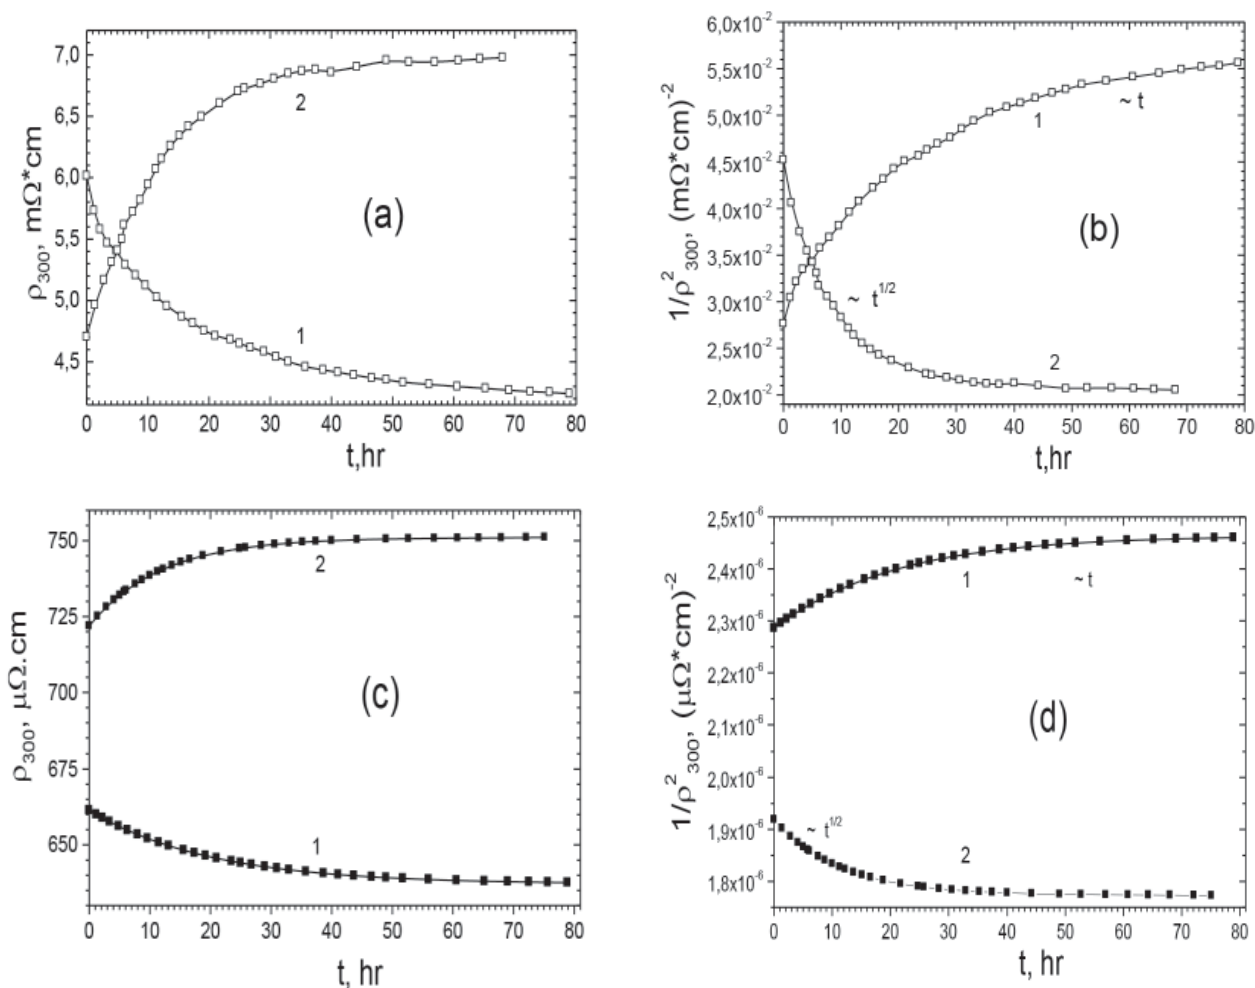 7,0
6,5
6,0
5,5
5,0
4,5
ρ300, mΩ*cm
2
1
(a)
0 10 20 30 40 50 60 70 80
t,hr
6,0x10-2
5,5x10-2
5,0x10-2
4,5x10-2
4,0x10-2
3,5x10-2
3,0x10-2
2,5x10-2
2,0x10-2
1/ρ2300, (mΩ*cm)-2
1
~ t
(b)
~ t1/2
2
0 10 20 30 40 50 60 70 80
t,hr
750
725
700
675
650
ρ300, μΩ.cm
2
(c)
1
0 10 20 30 40 50 60 70 80
t, hr
2,5x10-6
2,4x10-6
2,3x10-6
2,2x10-6
2,1x10-6
2,0x10-6
1,9x10-6
1,8x10-6
1/ρ2300, (μΩ*cm)-2
1
~ t
(d)
~ t1/2
2
0 10 20 30 40 50 60 70 80
t, hr